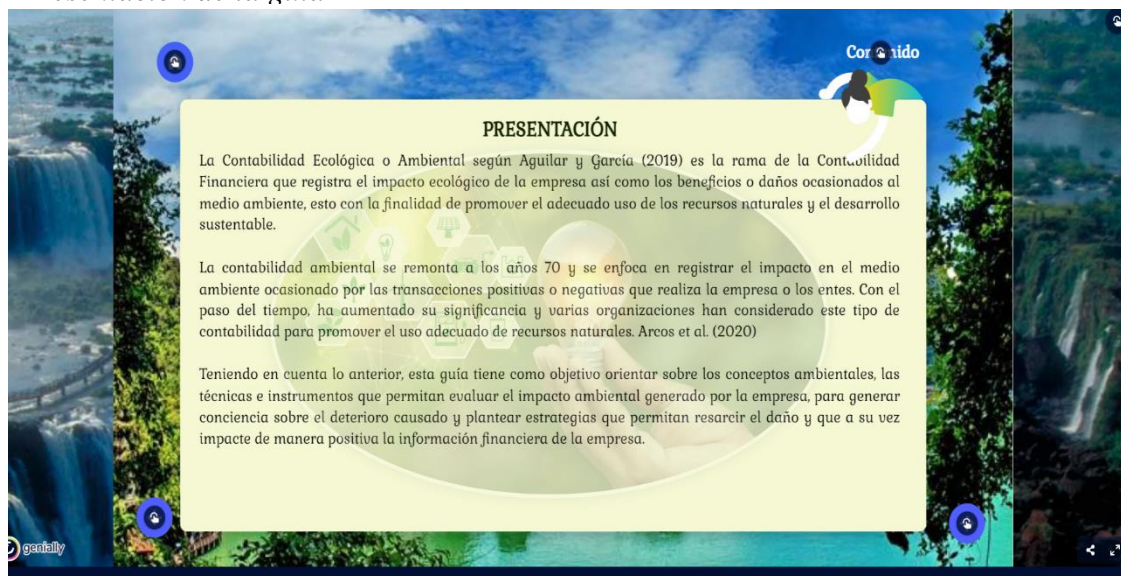 Contenido
PRESENTACIÓN
La Contabilidad Ecológica o Ambiental según Aguilar y García (2019) es la rama de la Contabilidad
Financiera que registra el impacto ecológico de la empresa así como los beneficios o daños ocasionados al
medio ambiente, esto con la finalidad de promover el adecuado uso de los recursos naturales y el desarrollo
sustentable.
La contabilidad ambiental se remonta a los años 70 y se enfoca en registrar el impacto en el medio
ambiente ocasionado por las transacciones positivas o negativas que realiza la empresa o los entes. Con el
paso del tiempo, ha aumentado su significancia y varias organizaciones han considerado este tipo de
contabilidad para promover el uso adecuado de recursos naturales. Arcos et al. (2020)
Teniendo en cuenta lo anterior, esta guía tiene como objetivo orientar sobre los conceptos ambientales, las
técnicas e instrumentos que permitan evaluar el impacto ambiental generado por la empresa, para generar
conciencia sobre el deterioro causado y plantear estrategias que permitan resarcir el daño y que a su vez
impacte de manera positiva la información financiera de la empresa.
genially